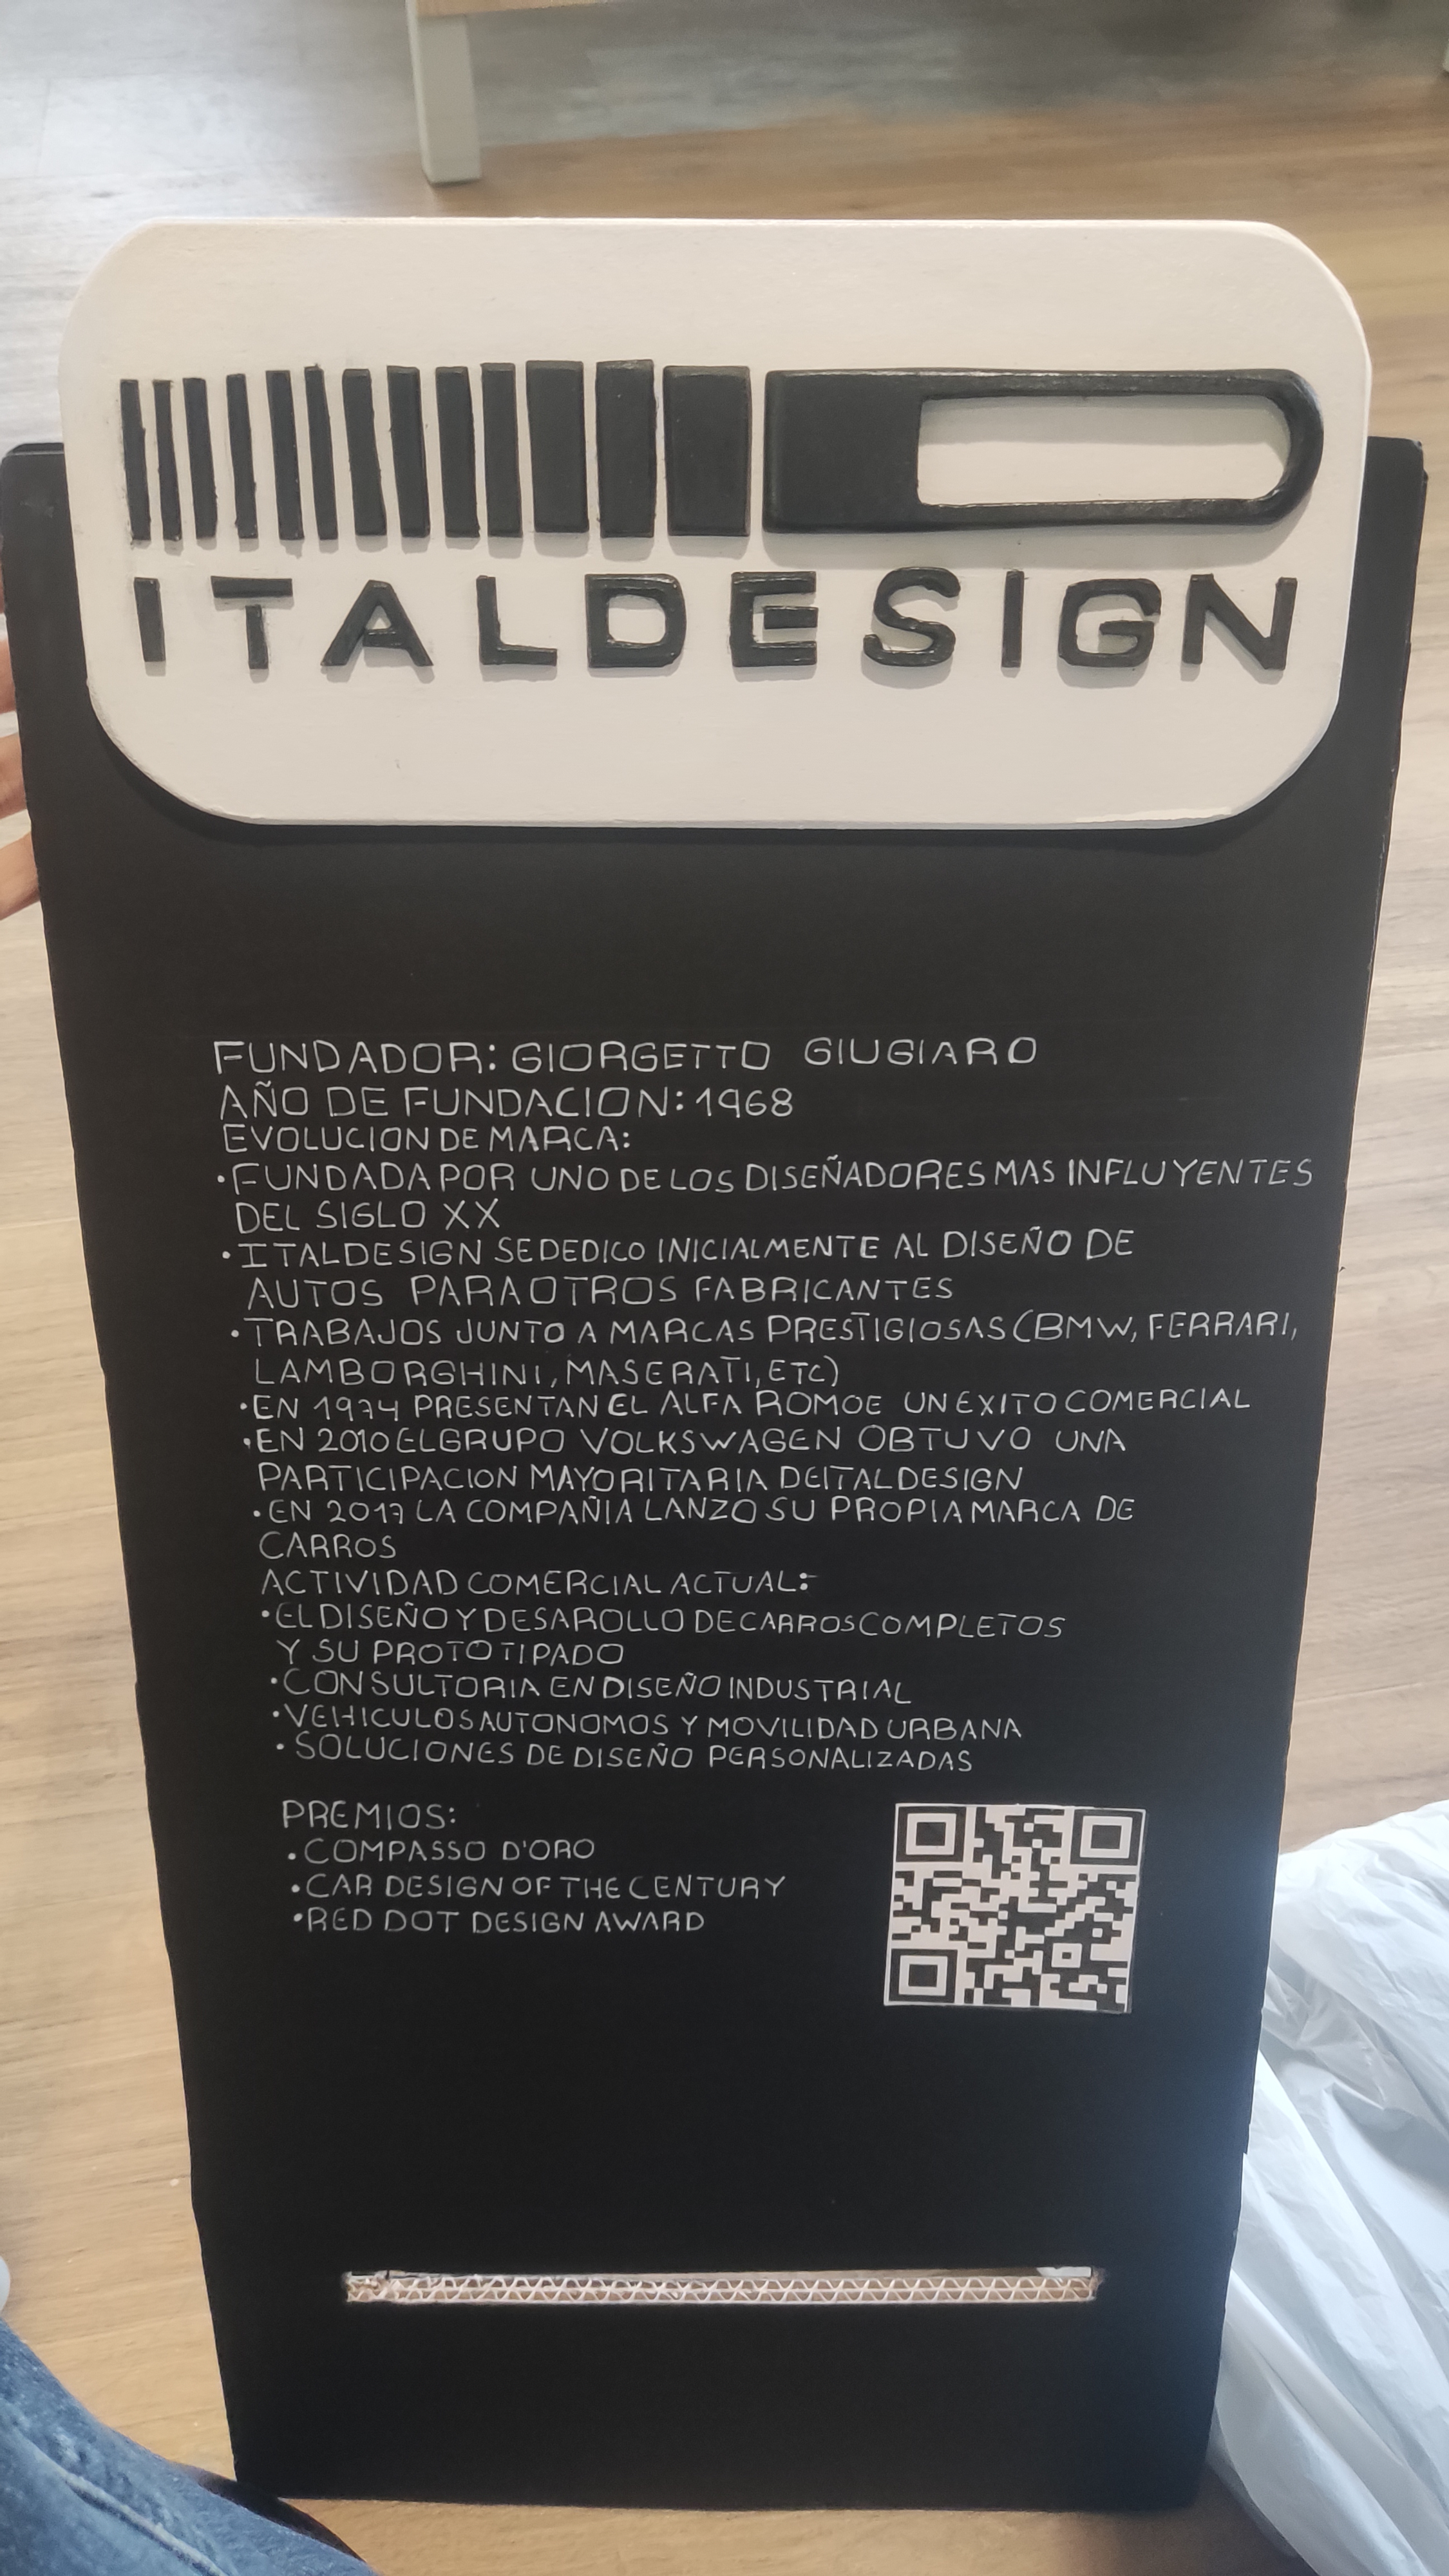 ITALDESIGN
FUNDADOR: GIORGETTO GIUGIARO
AÑO DE FUNDACION: 1968
EVOLUCION DE MARCA:
•FUNDADA POR UNO DE LOS DISEÑADORES MAS INFLUYENTES
DEL SIGLO XX
•ITALDESIGN SE DEDICO INICIALMENTE AL DISEÑO DE
AUTOS PARA OTROS FABRICANTES
•TRABAJOS JUNTO A MARCAS PRESTIGIOSAS (BMW, FERRARI,
LAMBORGHINI, MASERATI, ETC)
•EN 1974 PRESENTAN EL ALFA ROMOE UN EXITO COMERCIAL
•EN 2010 EL GRUPO VOLKSWAGEN OBTUVO UNA
PARTICIPACION MAYORITARIA DE ITALDESIGN
•EN 2017 LA COMPAÑIA LANZO SU PROPIA MARCA DE
CARROS
ACTIVIDAD COMERCIAL ACTUAL:
•EL DISEÑO Y DESAROLLO DE CARROS COMPLETOS
Y SU PROTOTIPADO
•CONSULTORIA EN DISEÑO INDUSTRIAL
•VEHICULOS AUTONOMOS Y MOVILIDAD URBANA
•SOLUCIONES DE DISEÑO PERSONALIZADAS
PREMIOS:
•COMPASSO D'ORO
•CAR DESIGN OF THE CENTURY
•RED DOT DESIGN AWARD